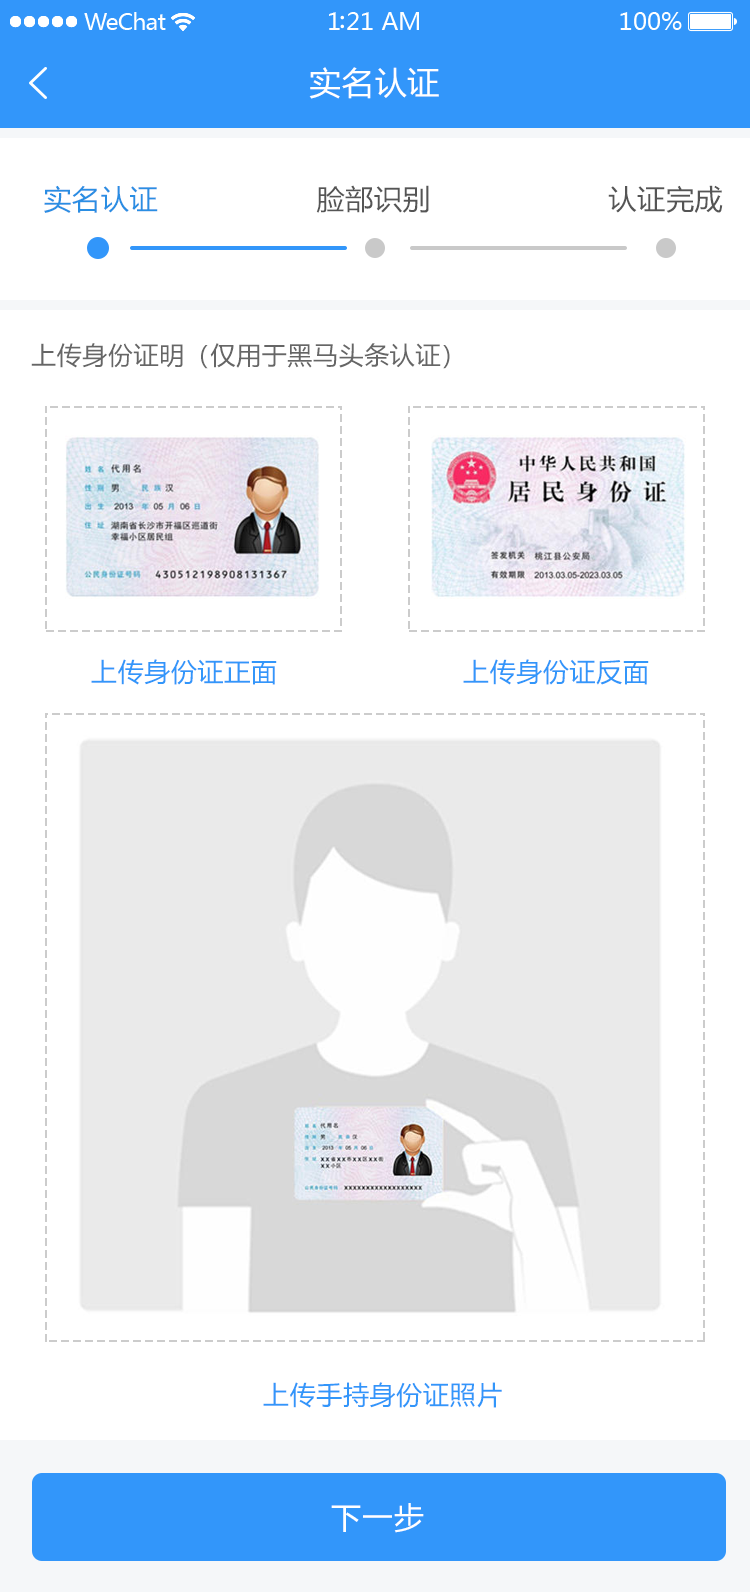 WeChat 1:21 AM 100%
实名认证
实名认证 脸部识别 认证完成
上传身份证明（仅用于黑马头条认证）
姓名 代用名
性别 男 民族 汉
出生 2013 年 05 月 06 日
住址 湖南省长沙市开福区巡道街
幸福小区居民组
公民身份证号码 430512198908131367
中华人民共和国
居民身份证
签发机关 桃江县公安局
有效期限 2013.03.05-2023.03.05
上传身份证正面 上传身份证反面
姓名 代用名
性别 男 民族 汉
出生 2013 年 05 月 06 日
住址 XX省XX市XX区XX街
XX小区
公民身份证号码 XXXXXXXXXXXXXXXXXX
上传手持身份证照片
下一步